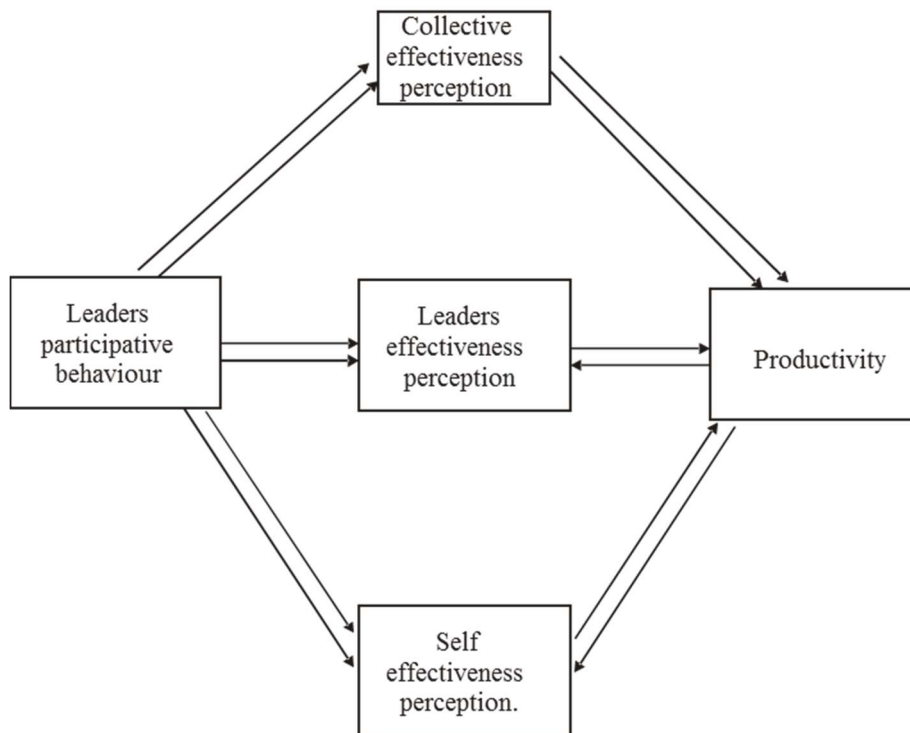 Collective
effectiveness
perception
Leaders
participative
behaviour
Leaders
effectiveness
perception
Productivity
Self
effectiveness
perception.